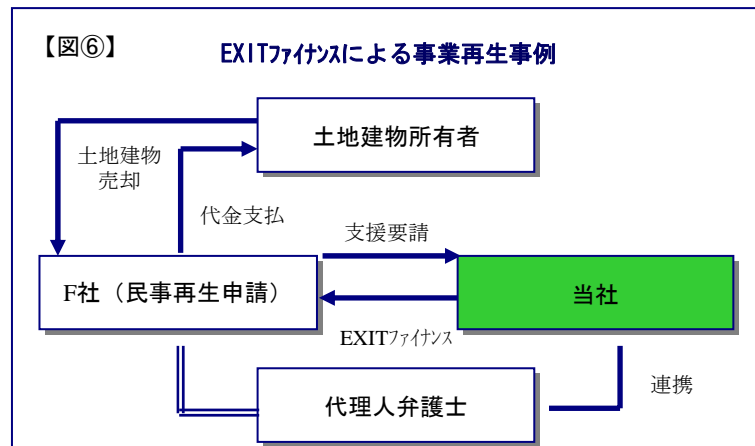 【図⑥】
EXITﾌｧｲﾅﾝｽによる事業再生事例
土地建物所有者
土地建物
売却
代金支払
支援要請
F社（民事再生申請）
当社
EXITﾌｧｲﾅﾝｽ
代理人弁護士
連携